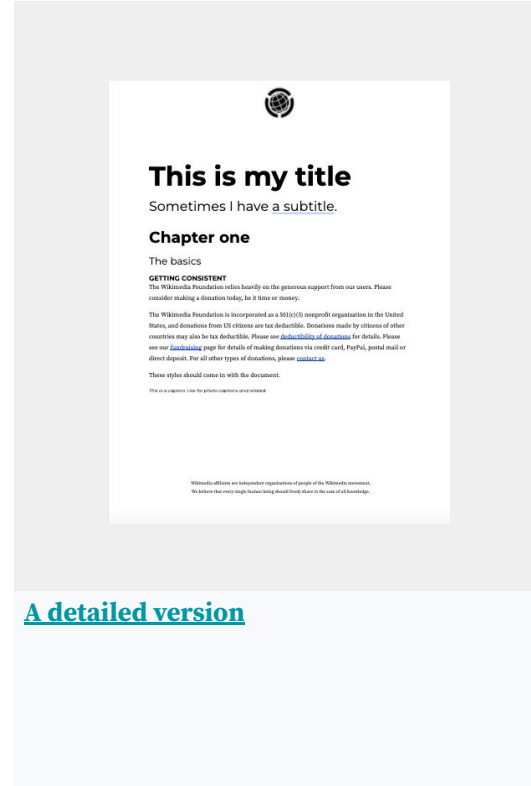 This is my title
Sometimes I have a subtitle.
Chapter one
The basics
GETTING CONSISTENT
The Wikimedia Foundation relies heavily on the generous support from our users. Please
consider making a donation today, be it time or money.
The Wikimedia Foundation is incorporated as a 501(c)(3) nonprofit organization in the United
States, and donations from US citizens are tax deductible. Donations made by citizens of other
countries may also be tax deductible. Please see deductibility of donations for details. Please
see our fundraising page for details of making donations via credit card, PayPal, postal mail or
direct deposit. For all other types of donations, please contact us.
These styles should come in with the document.
This is a caption. Use for photo captions and related.
Wikimedia affiliates are independent organizations of people of the Wikimedia movement.
We believe that every single human being should freely share in the sum of all knowledge.
A detailed version